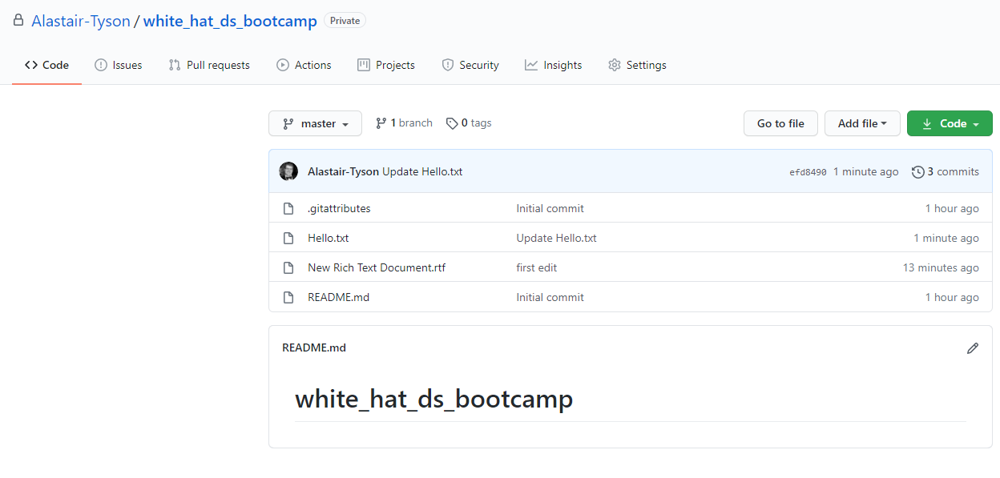 Alastair-Tyson / white_hat_ds_bootcamp Private
Code Issues Pull requests Actions Projects Security Insights Settings
master 1 branch 0 tags Go to file Add file Code
Alastair-Tyson Update Hello.txt efd8490 1 minute ago 3 commits
.gitattributes Initial commit 1 hour ago
Hello.txt Update Hello.txt 1 minute ago
New Rich Text Document.rtf first edit 13 minutes ago
README.md Initial commit 1 hour ago
README.md
white_hat_ds_bootcamp